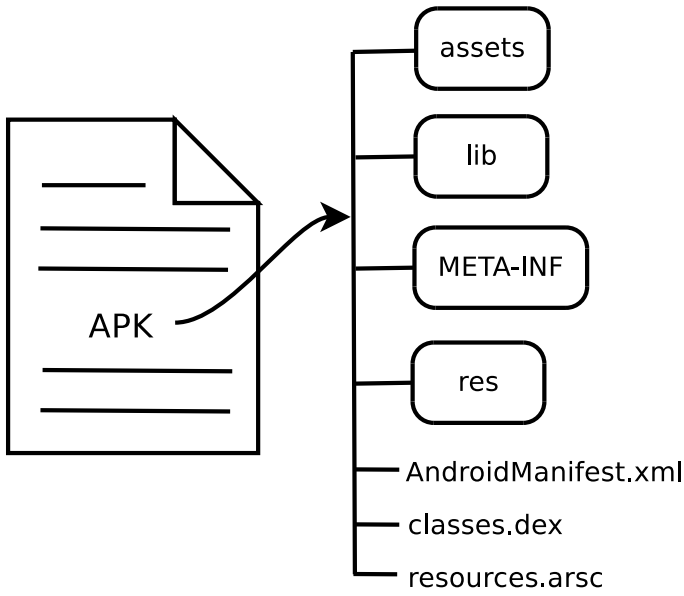 assets
lib
META-INF
res
APK
AndroidManifest.xml
classes.dex
resources.arsc